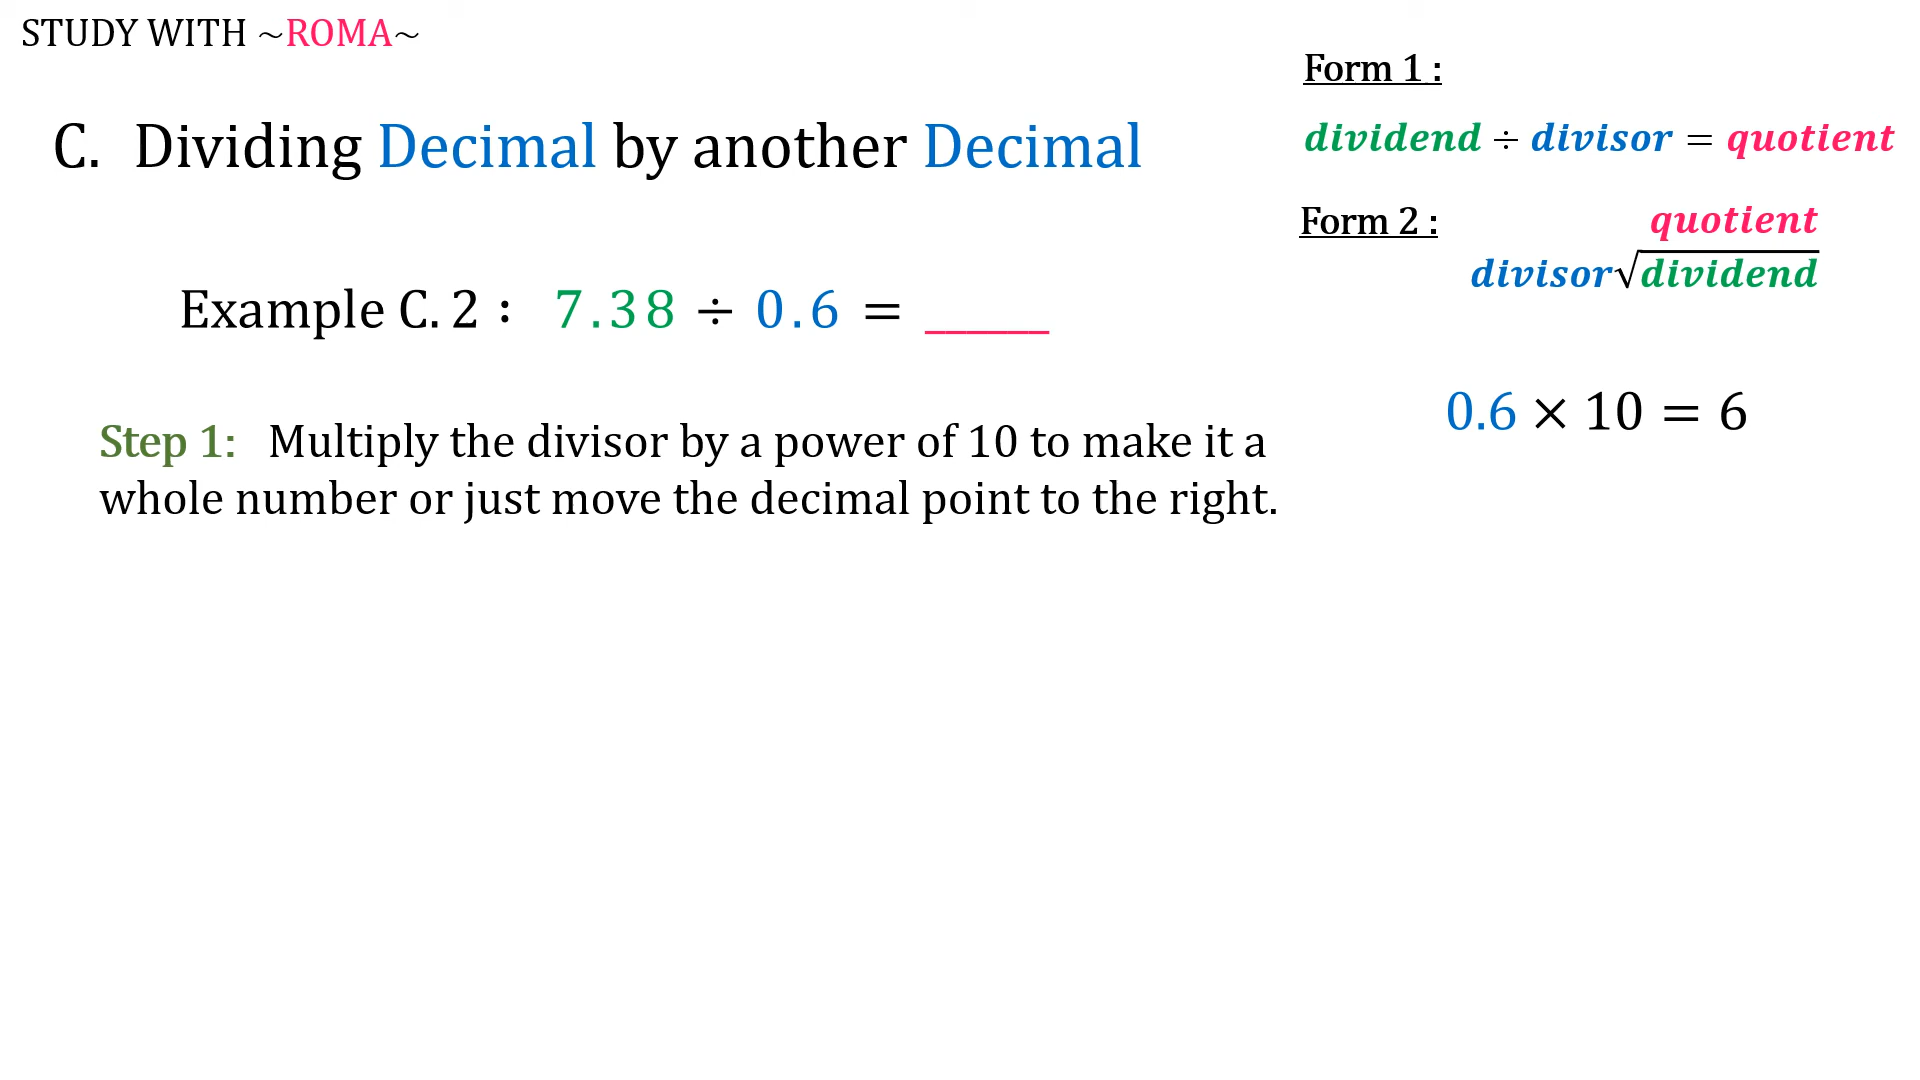 STUDY WITH ~ROMA~
Form 1 :
C. Dividing Decimal by another Decimal
dividend ÷ divisor = quotient
Form 2 :
quotient
divisor√dividend
Example C. 2 : 7.38 ÷ 0.6 = ______
0.6 × 10 = 6
Step 1: Multiply the divisor by a power of 10 to make it a
whole number or just move the decimal point to the right.